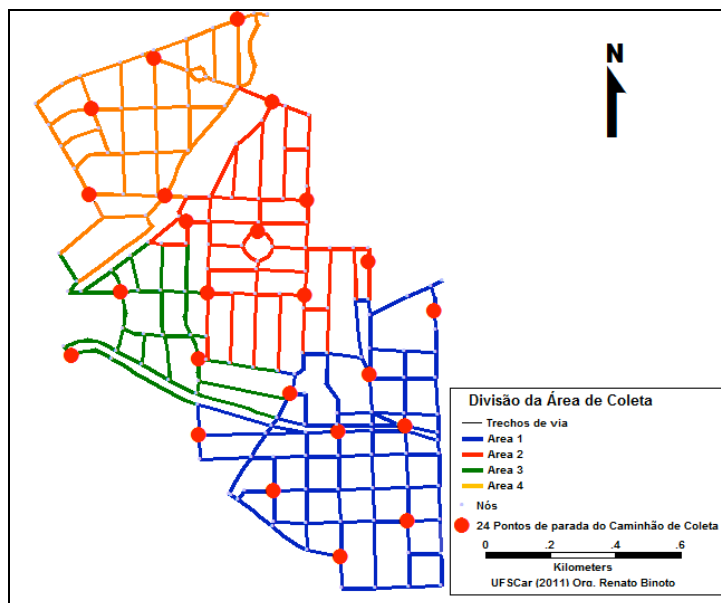 N
Divisão da Área de Coleta
Trechos de via
Area 1
Area 2
Area 3
Area 4
Nós
24 Pontos de parada do Caminhão de Coleta
0 .2 .4 .6
Kilometers
UFSCar (2011) Org. Renato Binoto